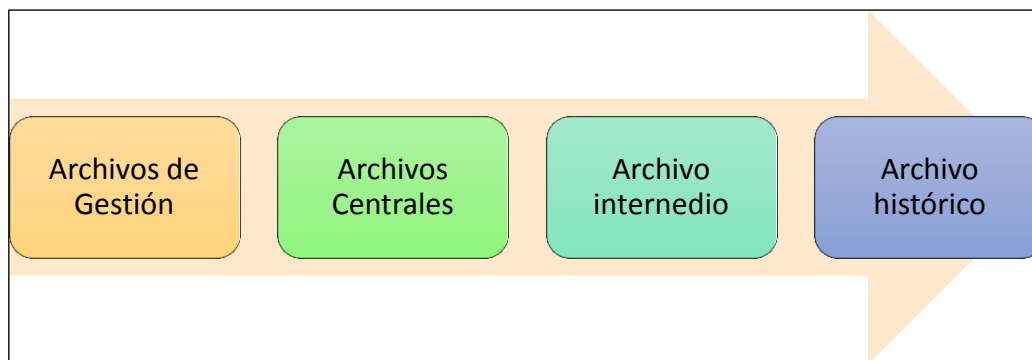 Archivos de
Gestión
Archivos
Centrales
Archivo
internedio
Archivo
histórico